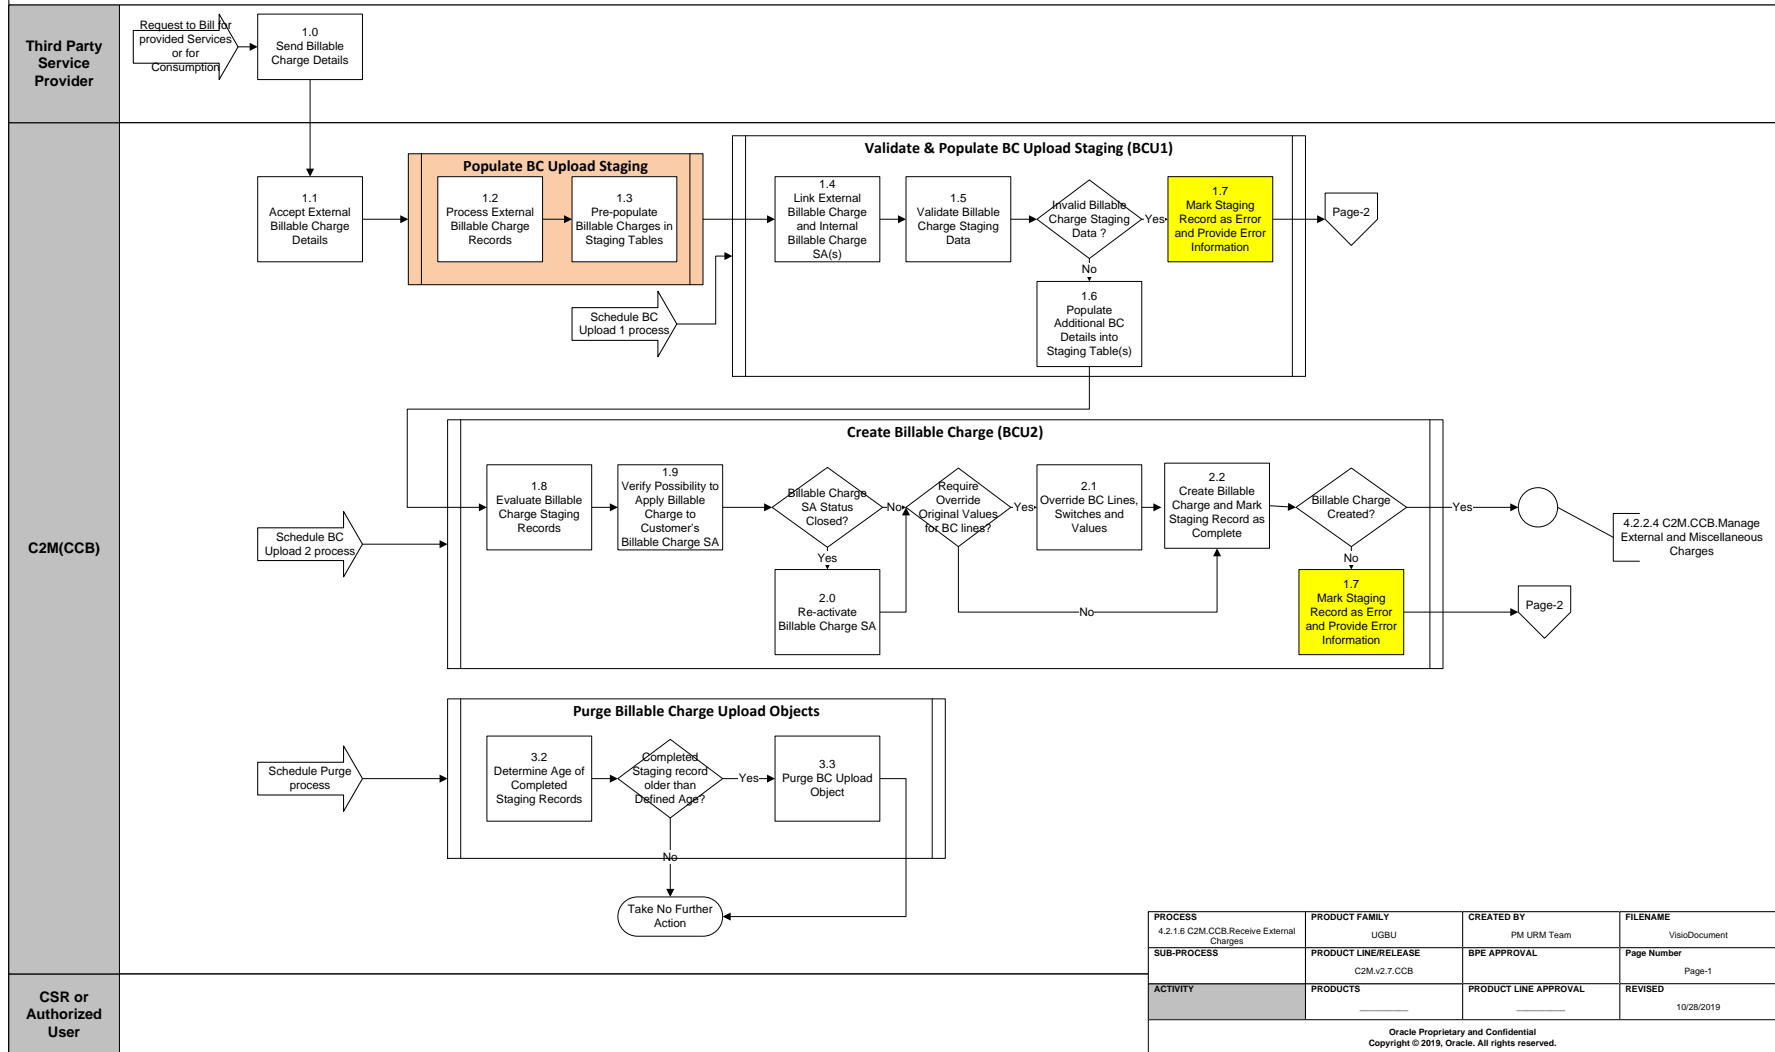 Third Party
Service
Provider
Request to Bill for
provided Services
or for
Consumption
1.0
Send Billable
Charge Details
C2M(CCB)
1.1
Accept External
Billable Charge
Details
Populate BC Upload Staging
1.2
Process External
Billable Charge
Records
1.3
Pre-populate
Billable Charges in
Staging Tables
Schedule BC
Upload 1 process
Validate & Populate BC Upload Staging (BCU1)
1.4
Link External
Billable Charge
and Internal
Billable Charge
SA(s)
1.5
Validate Billable
Charge Staging
Data
Invalid Billable
Charge Staging
Data ?
Yes
1.7
Mark Staging
Record as Error
and Provide Error
Information
Page-2
No
1.6
Populate
Additional BC
Details into
Staging Table(s)
Schedule BC
Upload 2 process
Create Billable Charge (BCU2)
1.8
Evaluate Billable
Charge Staging
Records
1.9
Verify Possibility to
Apply Billable
Charge to
Customer's
Billable Charge SA
Billable Charge
SA Status
Closed?
No
Yes
2.0
Re-activate
Billable Charge SA
Require
Override
Original Values
for BC lines?
Yes
No
2.1
Override BC Lines,
Switches and
Values
2.2
Create Billable
Charge and Mark
Staging Record as
Complete
Billable Charge
Created?
Yes
4.2.2.4 C2M.CCB.Manage
External and Miscellaneous
Charges
No
1.7
Mark Staging
Record as Error
and Provide Error
Information
Page-2
Schedule Purge
process
Purge Billable Charge Upload Objects
3.2
Determine Age of
Completed
Staging Records
Completed
Staging record
older than
Defined Age?
Yes
3.3
Purge BC Upload
Object
No
Take No Further
Action
CSR or
Authorized
User
PROCESS
4.2.1.6 C2M.CCB.Receive External
Charges
PRODUCT FAMILY
UGBU
CREATED BY
PM URM Team
FILENAME
VisioDocument
SUB-PROCESS
PRODUCT LINE/RELEASE
C2M.v2.7.CCB
BPE APPROVAL
Page Number
Page-1
ACTIVITY
PRODUCTS
PRODUCT LINE APPROVAL
REVISED
10/28/2019
Oracle Proprietary and Confidential
Copyright © 2019, Oracle. All rights reserved.